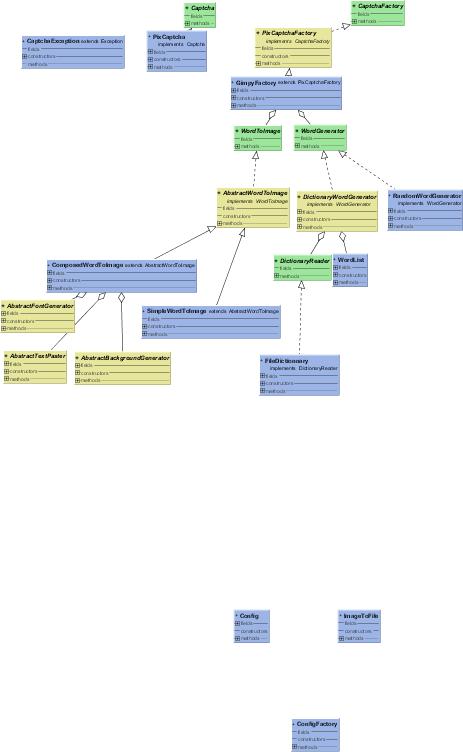 Captcha
fields
methods
CaptchaFactory
fields
methods
CaptchaException extends Exception
fields
constructors
methods
PixCaptcha
implements Captcha
fields
constructors
methods
PixCaptchaFactory
implements CaptchaFactory
fields
constructors
methods
GimpyFactory extends PixCaptchaFactory
fields
constructors
methods
WordToImage
fields
methods
WordGenerator
fields
methods
AbstractWordToImage
implements WordToImage
fields
constructors
methods
DictionaryWordGenerator
implements WordGenerator
fields
constructors
methods
RandomWordGenerator
implements WordGenerator
fields
constructors
methods
ComposedWordToImage extends AbstractWordToImage
fields
constructors
methods
DictionaryReader
fields
methods
WordList
fields
constructors
methods
AbstractFontGenerator
fields
constructors
methods
SimpleWordToImage extends AbstractWordToImage
fields
constructors
methods
AbstractTextPaster
fields
constructors
methods
AbstractBackgroundGenerator
fields
constructors
methods
FileDictionnary
implements DictionaryReader
fields
constructors
methods
Config
fields
constructors
methods
ImageToFile
fields
constructors
methods
ConfigFactory
fields
constructors
methods